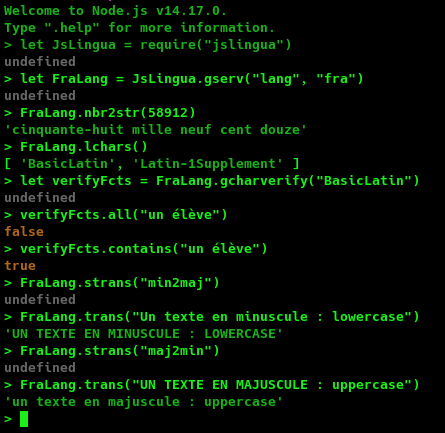 Welcome to Node.js v14.17.0.
Type ".help" for more information.
> let JsLingua = require("jslingua")
undefined
> let FraLang = JsLingua.gserv("lang", "fra")
undefined
> FraLang.nbr2str(58912)
'cinquante-huit mille neuf cent douze'
> FraLang.lchars()
[ 'BasicLatin', 'Latin-1Supplement' ]
> let verifyFcts = FraLang.gcharverify("BasicLatin")
undefined
> verifyFcts.all("un élève")
false
> verifyFcts.contains("un élève")
true
> FraLang.strans("min2maj")
undefined
> FraLang.trans("Un texte en minuscule : lowercase")
'UN TEXTE EN MINUSCULE : LOWERCASE'
> FraLang.strans("maj2min")
undefined
> FraLang.trans("UN TEXTE EN MAJUSCULE : uppercase")
'un texte en majuscule : uppercase'
>